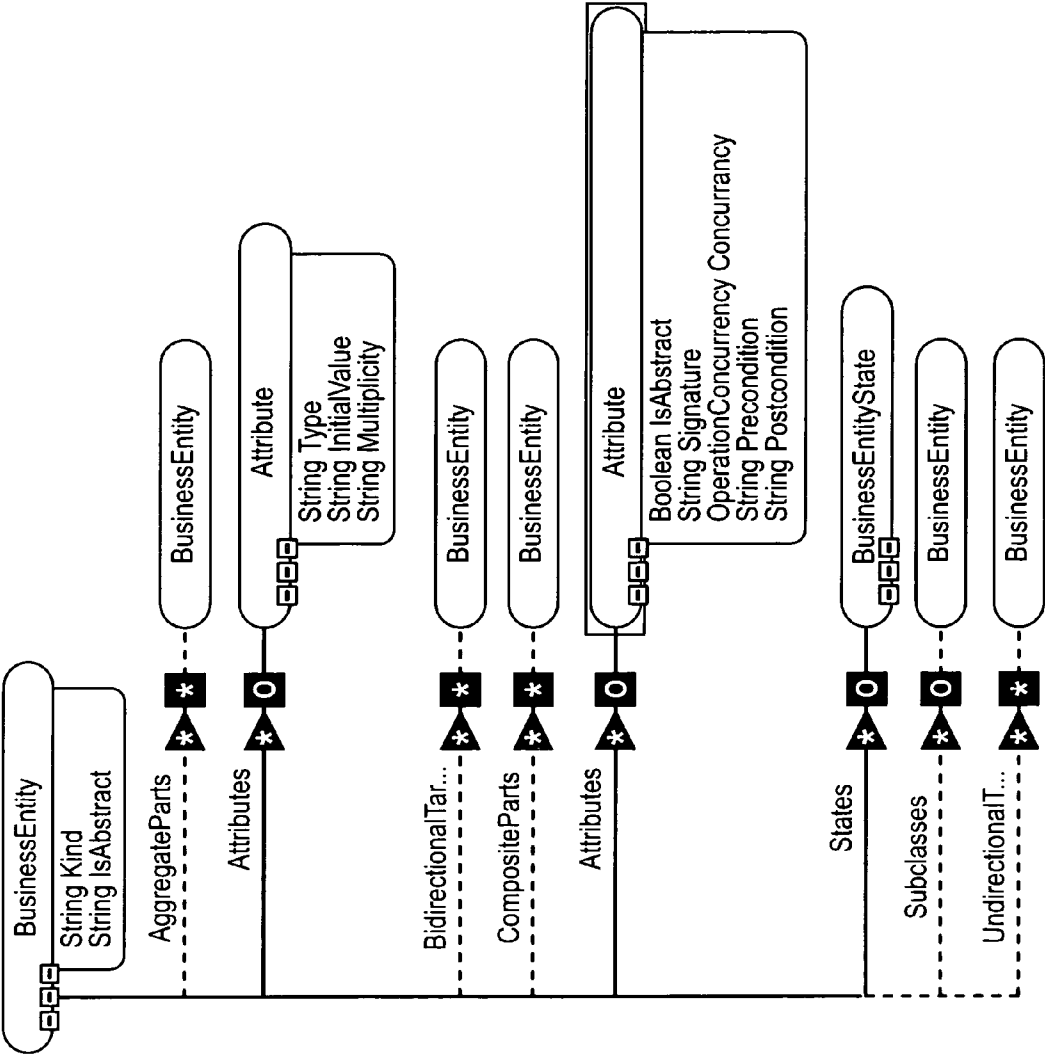 BusinessEntity
String Kind
String IsAbstract
AggregateParts
*
*
BusinessEntity
Attributes
*
O
Attribute
String Type
String InitialValue
String Multiplicity
BidirectionalTar...
*
*
BusinessEntity
CompositeParts
*
*
BusinessEntity
Attributes
*
O
Attribute
Boolean IsAbstract
String Signature
OperationConcurrency Concurrancy
String Precondition
String Postcondition
States
*
O
BusinessEntityState
Subclasses
*
O
BusinessEntity
UndirectionalT...
*
*
BusinessEntity